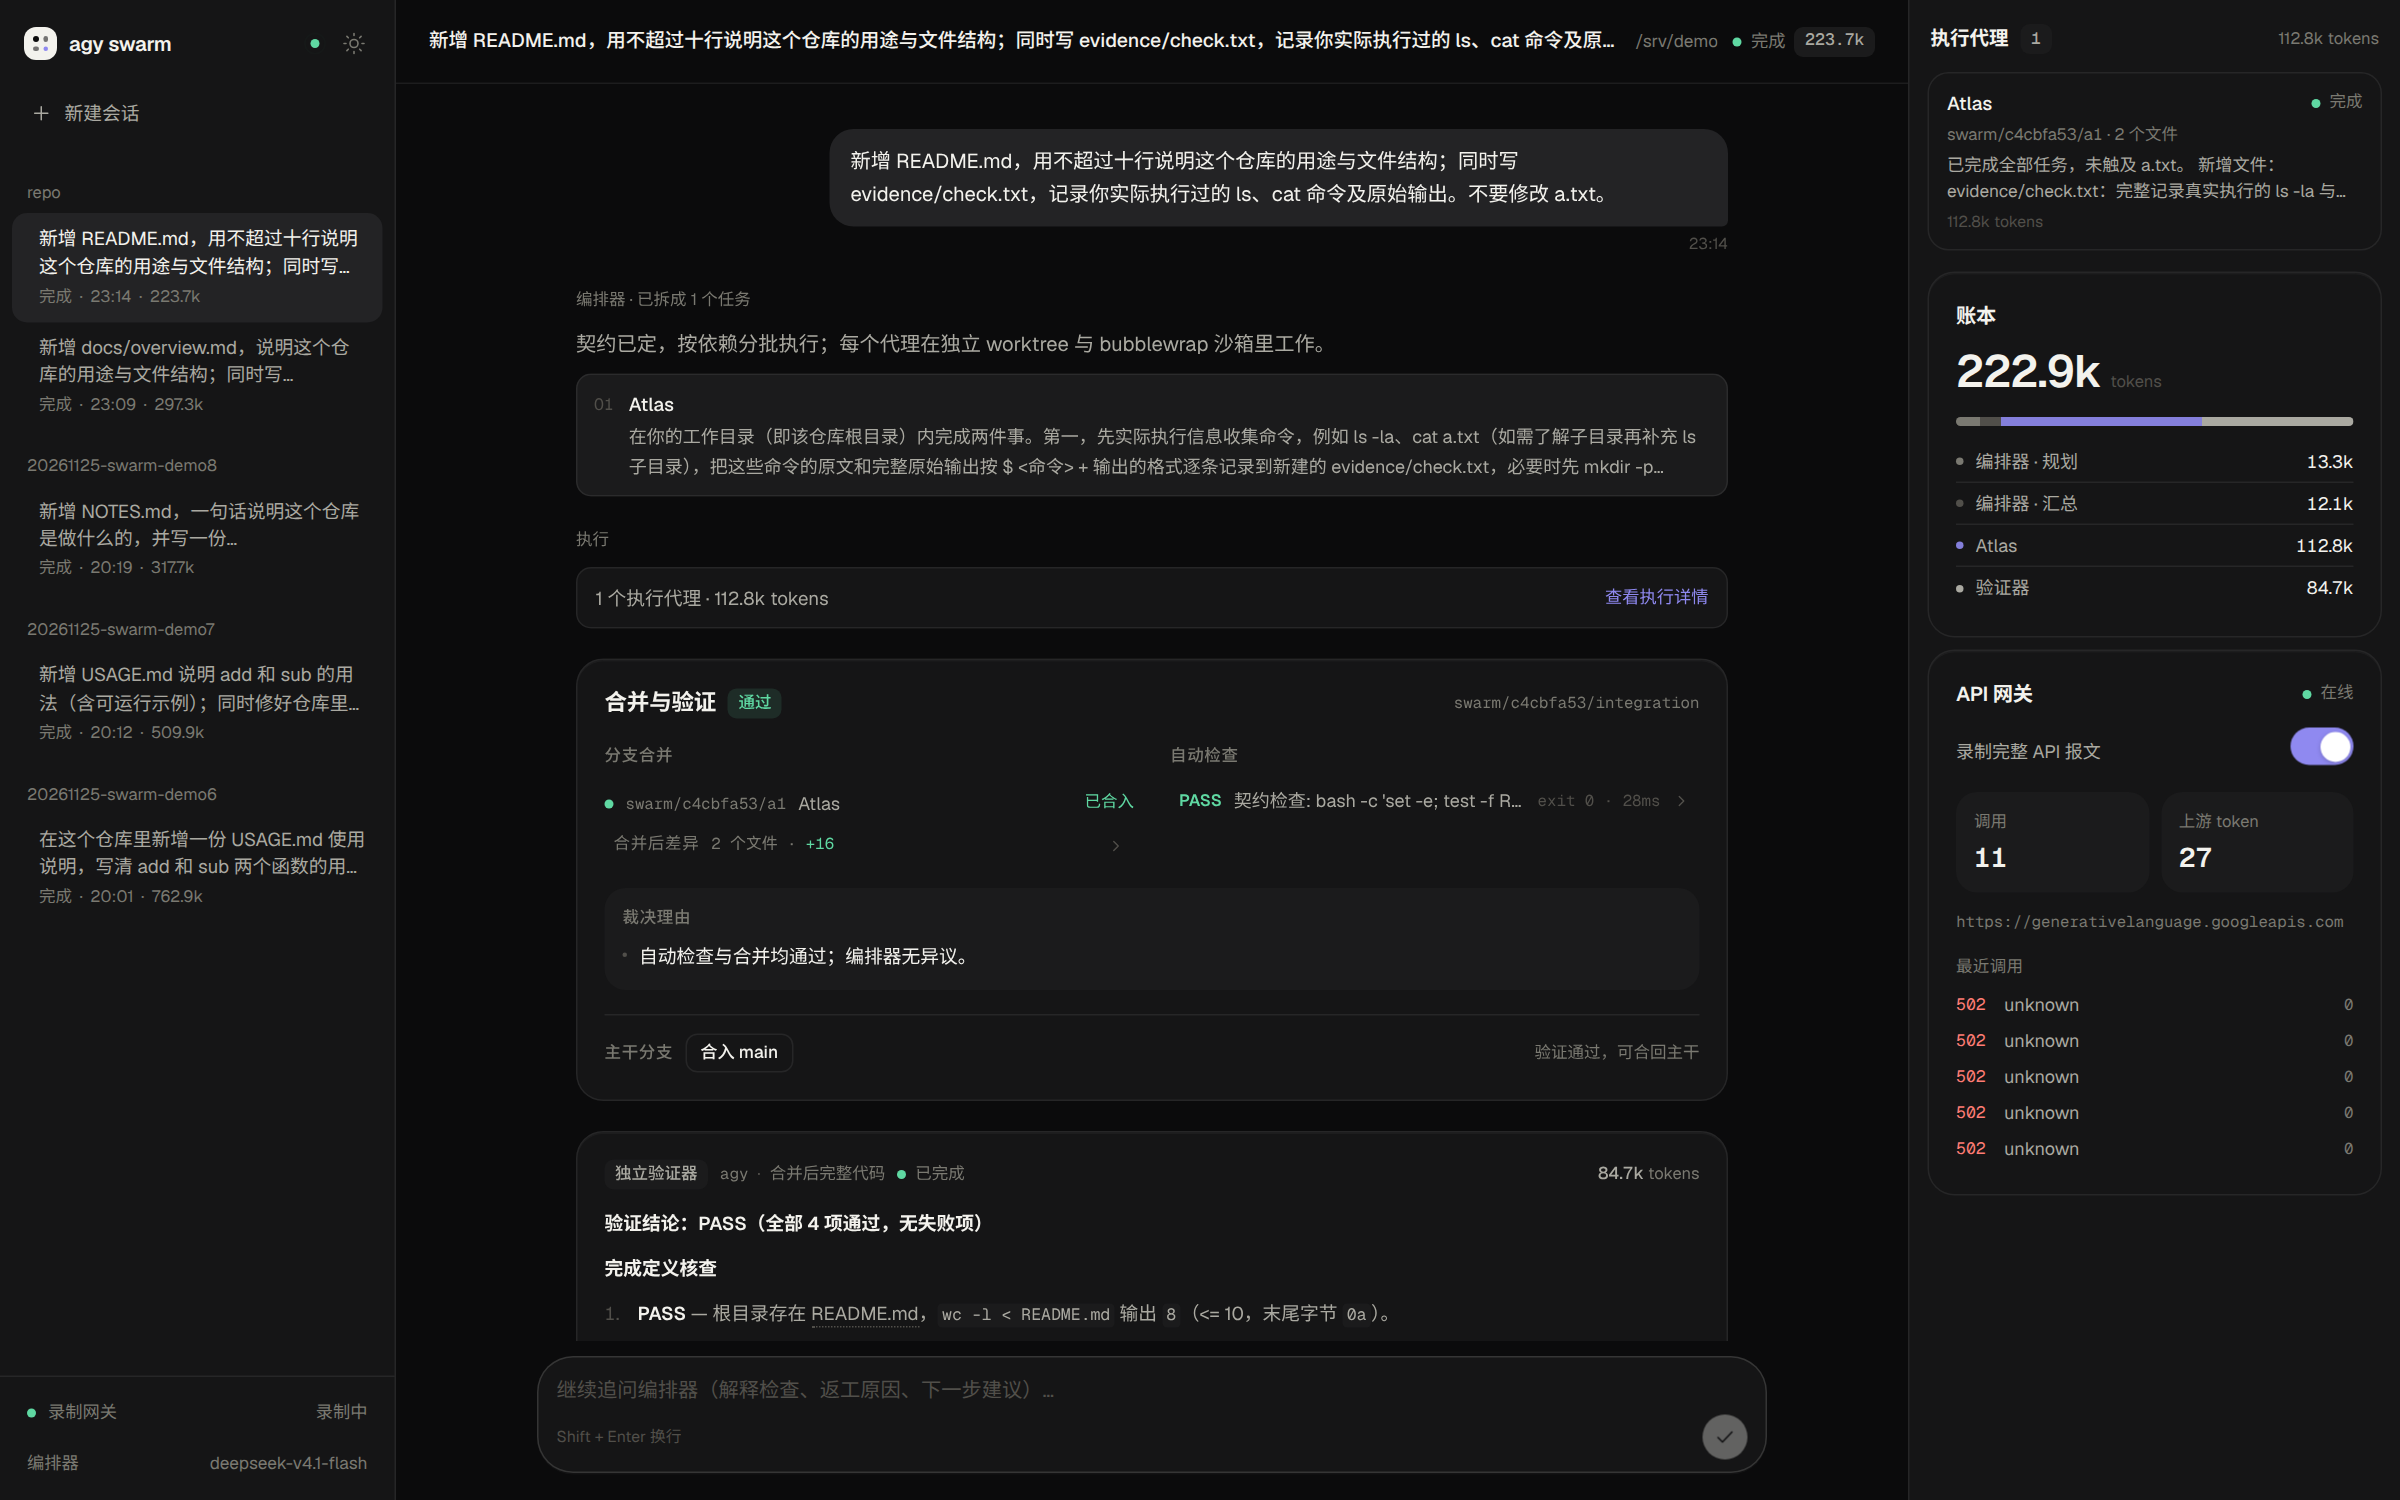 agy swarm
新建会话
repo
新增 README.md，用不超过十行说明
这个仓库的用途与文件结构；同时写...
完成 · 23:14 · 223.7k
新增 docs/overview.md，说明这个仓
库的用途与文件结构；同时写...
完成 · 23:09 · 297.3k
20261125-swarm-demo8
新增 NOTES.md，一句话说明这个仓库
是做什么的，并写一份...
完成 · 20:19 · 317.7k
20261125-swarm-demo7
新增 USAGE.md 说明 add 和 sub 的用
法（含可运行示例）；同时修好仓库里...
完成 · 20:12 · 509.9k
20261125-swarm-demo6
在这个仓库里新增一份 USAGE.md 使用
说明，写清 add 和 sub 两个函数的用...
完成 · 20:01 · 762.9k
录制网关 录制中
编排器 deepseek-v4.1-flash
新增 README.md，用不超过十行说明这个仓库的用途与文件结构；同时写 evidence/check.txt，记录你实际执行过的 ls、cat 命令及原... /srv/demo 完成 223.7k
新增 README.md，用不超过十行说明这个仓库的用途与文件结构；同时写
evidence/check.txt，记录你实际执行过的 ls、cat 命令及原始输出。不要修改 a.txt。
23:14
编排器 · 已拆成 1 个任务
契约已定，按依赖分批执行；每个代理在独立 worktree 与 bubblewrap 沙箱里工作。
01 Atlas
在你的工作目录（即该仓库根目录）内完成两件事。第一，先实际执行信息收集命令，例如 ls -la、cat a.txt（如需了解子目录再补充 ls
子目录），把这些命令的原文和完整原始输出按 $ <命令> + 输出的格式逐条记录到新建的 evidence/check.txt，必要时先 mkdir -p...
执行
1 个执行代理 · 112.8k tokens 查看执行详情
合并与验证 通过 swarm/c4cbfa53/integration
分支合并
swarm/c4cbfa53/a1 Atlas 已合入
合并后差异 2 个文件 · +16
自动检查
PASS 契约检查: bash -c 'set -e; test -f R... exit 0 · 28ms
裁决理由
自动检查与合并均通过；编排器无异议。
主干分支 合入 main 验证通过，可合回主干
独立验证器 agy · 合并后完整代码 已完成 84.7k tokens
验证结论：PASS（全部 4 项通过，无失败项）
完成定义核查
1. PASS — 根目录存在 README.md， wc -l < README.md 输出 8 （<= 10，末尾字节 0a）。
继续追问编排器（解释检查、返工原因、下一步建议）...
Shift + Enter 换行
执行代理 1 112.8k tokens
Atlas 完成
swarm/c4cbfa53/a1 · 2 个文件
已完成全部任务，未触及 a.txt。 新增文件：
evidence/check.txt：完整记录真实执行的 ls -la 与...
112.8k tokens
账本
222.9k tokens
编排器 · 规划 13.3k
编排器 · 汇总 12.1k
Atlas 112.8k
验证器 84.7k
API 网关 在线
录制完整 API 报文
调用
11
上游 token
27
https://generativelanguage.googleapis.com
最近调用
502 unknown 0
502 unknown 0
502 unknown 0
502 unknown 0
502 unknown 0